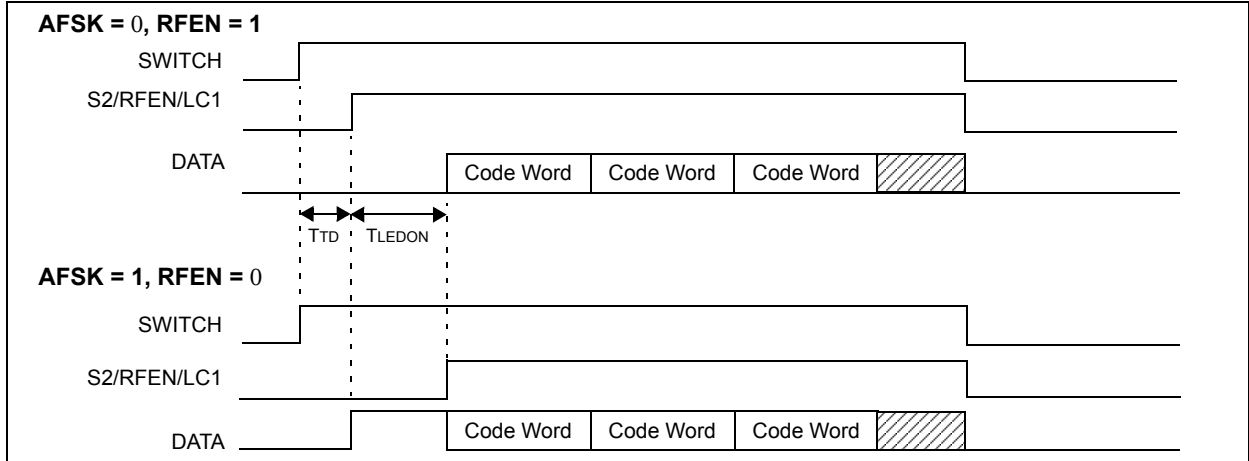 AFSK = 0, RFEN = 1
SWITCH
S2/RFEN/LC1
DATA
Code Word Code Word Code Word
TTD TLEDON
AFSK = 1, RFEN = 0
SWITCH
S2/RFEN/LC1
DATA
Code Word Code Word Code Word